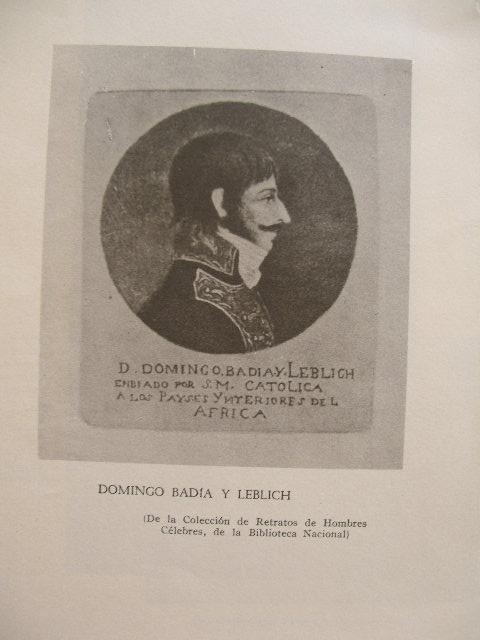 D. DOMINGO, BADIA, Y, LEBLICH
ENBIADO POR S.M. CATOLICA
A LOS PAYSES YNTERIORES DEL
AFRICA
DOMINGO BADÍA Y LEBLICH
(De la Colección de Retratos de Hombres
Célebres, de la Biblioteca Nacional)